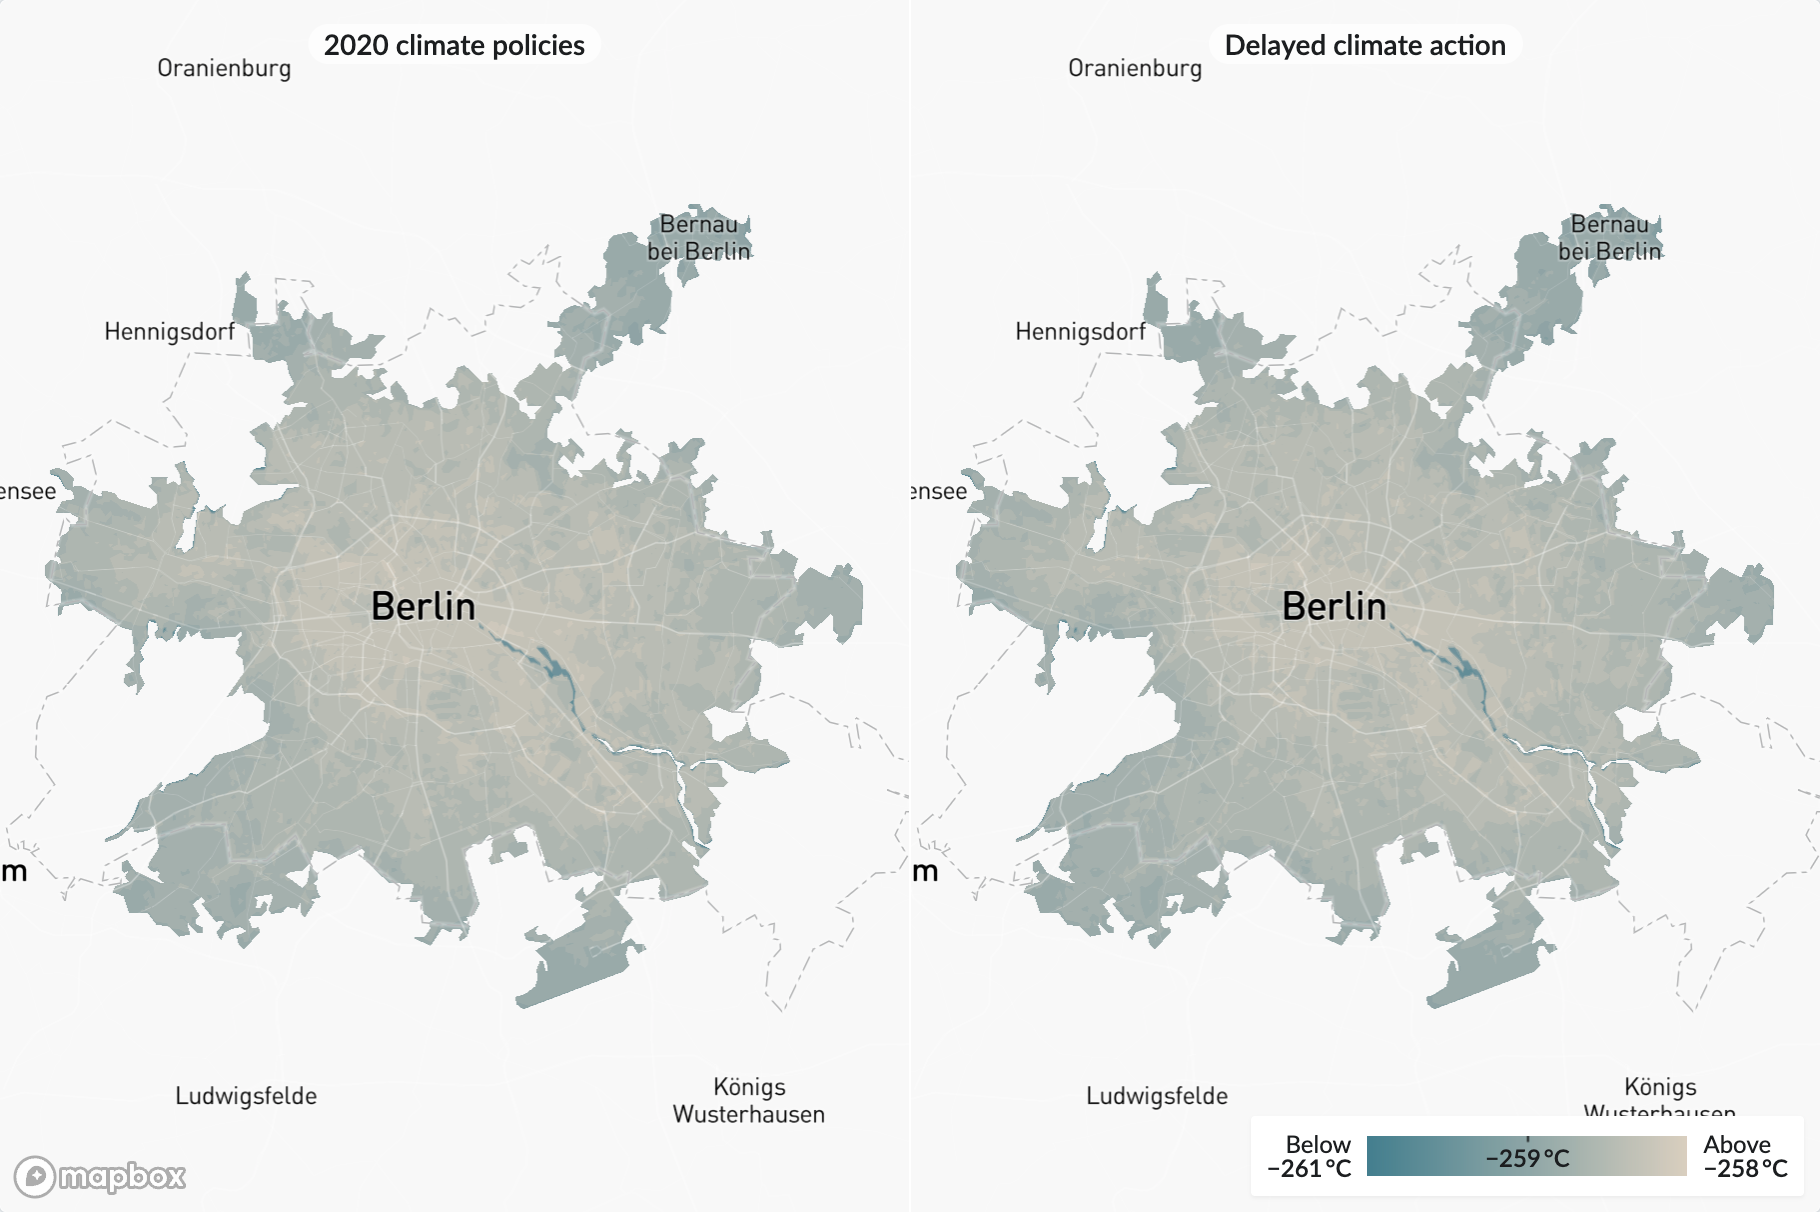 2020 climate policies
Oranienburg
Bernau
bei Berlin
Hennigsdorf
ensee
Berlin
m
Ludwigsfelde
Königs
Wusterhausen
mapbox
Delayed climate action
Oranienburg
Bernau
bei Berlin
Hennigsdorf
ensee
Berlin
m
Ludwigsfelde
Königs
Wusterhausen
Below
−261 °C
−259 °C
Above
−258 °C